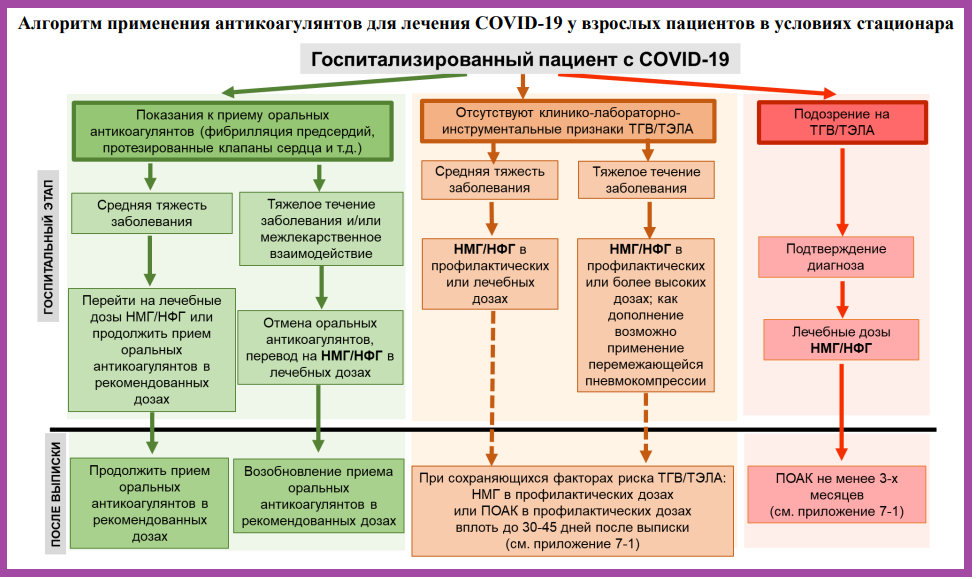 Алгоритм применения антикоагулянтов для лечения COVID-19 у взрослых пациентов в условиях стационара
Госпитализированный пациент с COVID-19
ГОСПИТАЛЬНЫЙ ЭТАП
Показания к приему оральных
антикоагулянтов (фибрилляция предсердий,
протезированные клапаны сердца и т.д.)
Средняя тяжесть
заболевания
Тяжелое течение
заболевания и/или
межлекарственное
взаимодействие
Перейти на лечебные
дозы НМГ/НФГ или
продолжить прием
оральных
антикоагулянтов в
рекомендованных
дозах
Отмена оральных
антикоагулянтов,
перевод на НМГ/НФГ в
лечебных дозах
Отсутствуют клинико-лабораторно-
инструментальные признаки ТГВ/ТЭЛА
Средняя тяжесть
заболевания
Тяжелое течение
заболевания
НМГ/НФГ в
профилактических
или лечебных
дозах
НМГ/НФГ в
профилактических
или более высоких
дозах; как
дополнение
возможно
применение
перемежающейся
пневмокомпрессии
Подозрение на
ТГВ/ТЭЛА
Подтверждение
диагноза
Лечебные дозы
НМГ/НФГ
ПОСЛЕ ВЫПИСКИ
Продолжить прием
оральных
антикоагулянтов в
рекомендованных
дозах
Возобновление приема
оральных
антикоагулянтов в
рекомендованных дозах
При сохраняющихся факторах риска ТГВ/ТЭЛА:
НМГ в профилактических дозах
или ПОАК в профилактических дозах
вплоть до 30-45 дней после выписки
(см. приложение 7-1)
ПОАК не менее 3-х
месяцев
(см. приложение 7-1)